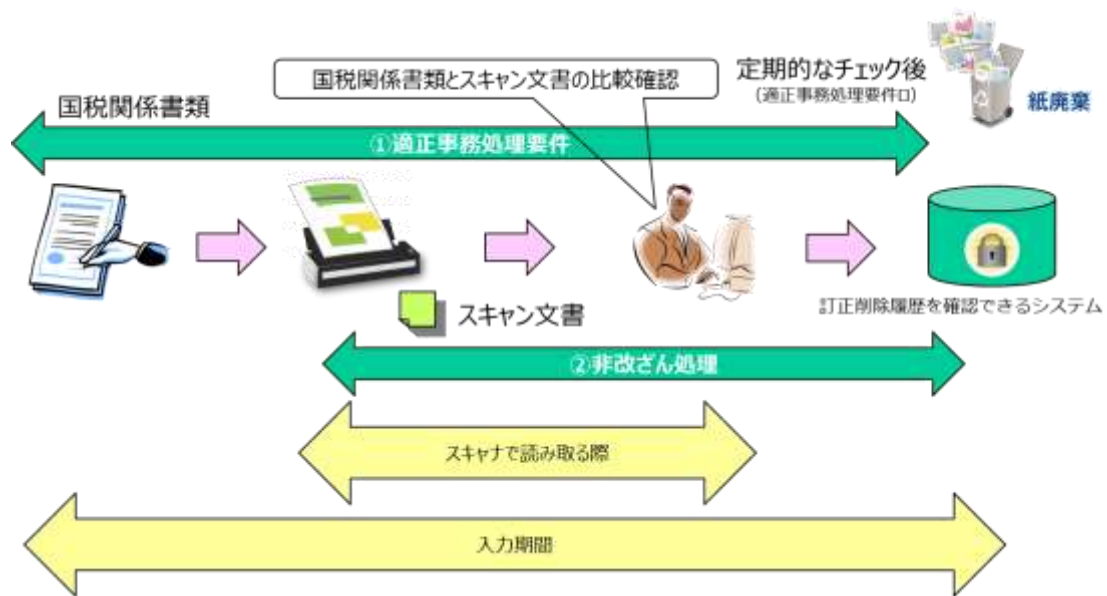 国税関係書類とスキャン文書の比較確認
定期的なチェック後
(適正事務処理要件ロ)
紙廃棄
国税関係書類
①適正事務処理要件
スキャン文書
訂正削除履歴を確認できるシステム
②非改ざん処理
スキャナで読み取る際
入力期間